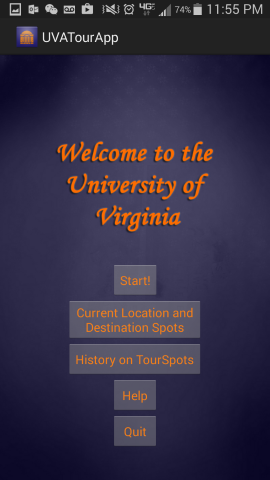 4G 74% 11:55 PM
UVATourApp
Welcome to the
University of
Virginia
Start!
Current Location and
Destination Spots
History on TourSpots
Help
Quit